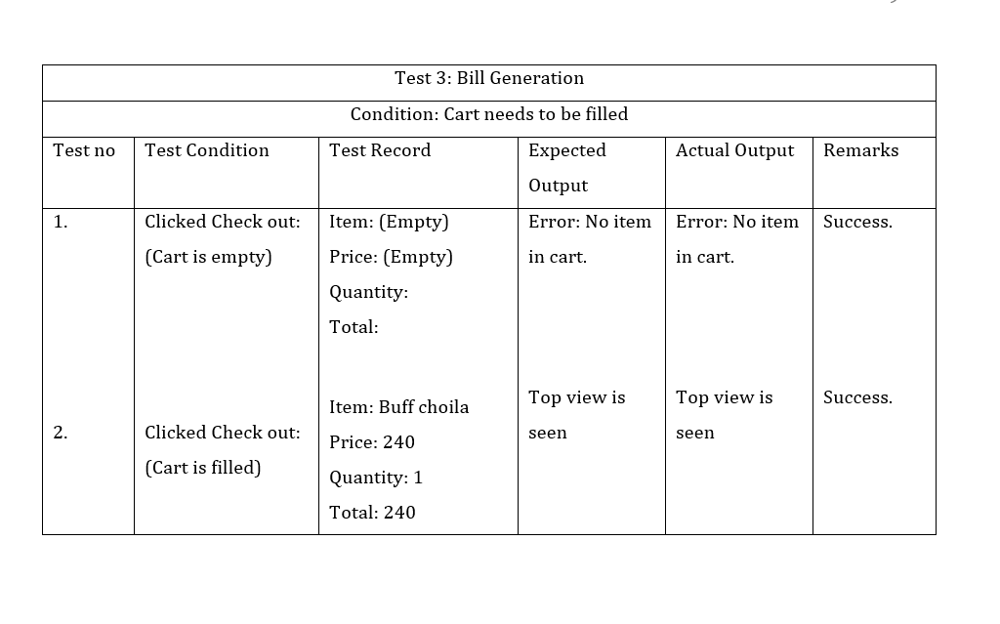 Test 3: Bill Generation
Condition: Cart needs to be filled
Test no
Test Condition
Test Record
Expected
Output
Actual Output
Remarks
1.
Clicked Check out:
(Cart is empty)
Item: (Empty)
Price: (Empty)
Quantity:
Total:
Error: No item
in cart.
Error: No item
in cart.
Success.
2.
Clicked Check out:
(Cart is filled)
Item: Buff choila
Price: 240
Quantity: 1
Total: 240
Top view is
seen
Top view is
seen
Success.